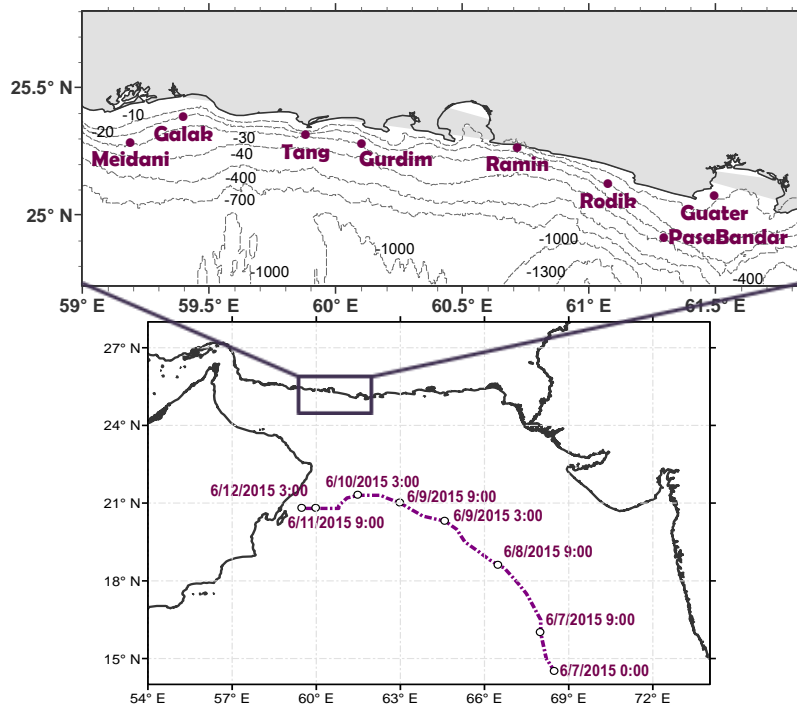 25.5° N
25° N
-10
-20
-30
-40
-400
-700
-1000
-1000
-1000
-1300
-400
Galak
Meidani
Tang
Gurdim
Ramin
Rodik
Guater
PasaBandar
59° E
59.5° E
60° E
60.5° E
61° E
61.5° E
27° N
24° N
21° N
18° N
15° N
6/10/2015 3:00
6/12/2015 3:00
6/9/2015 9:00
6/11/2015 9:00
6/9/2015 3:00
6/8/2015 9:00
6/7/2015 9:00
6/7/2015 0:00
54° E
57° E
60° E
63° E
66° E
69° E
72° E